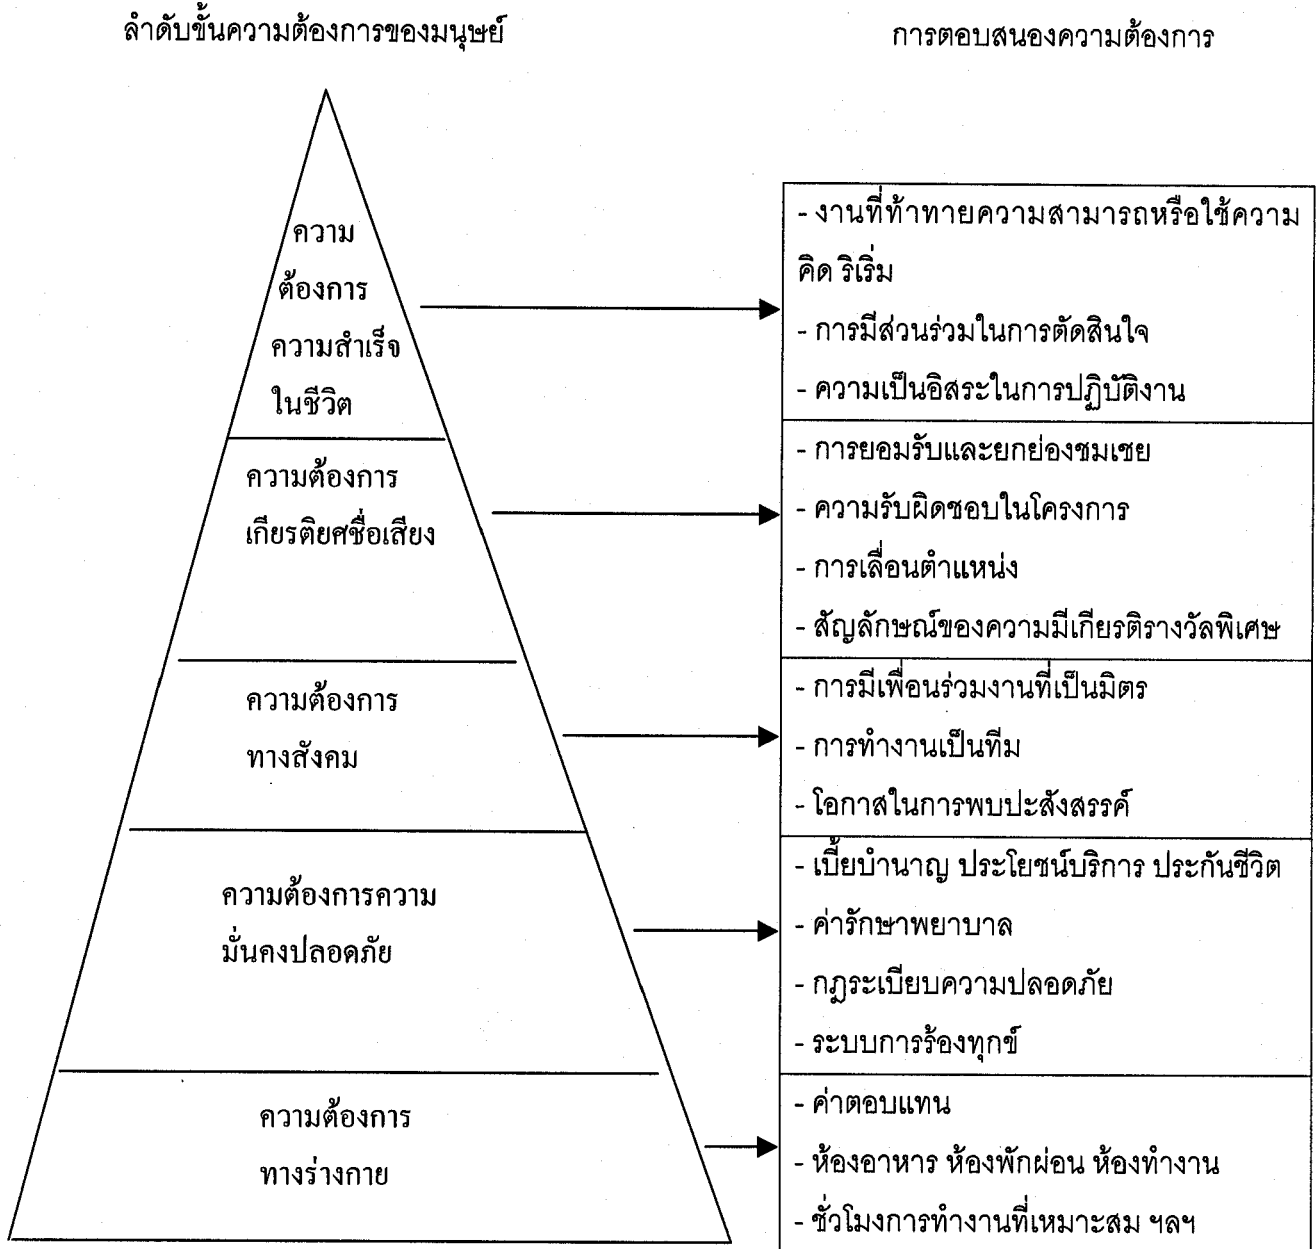 ลำดับขั้นความต้องการของมนุษย์
การตอบสนองความต้องการ
ความ
ต้องการ
ความสำเร็จ
ในชีวิต
- งานที่ท้าทายความสามารถหรือใช้ความ
คิด ริเริ่ม
- การมีส่วนร่วมในการตัดสินใจ
- ความเป็นอิสระในการปฏิบัติงาน
ความต้องการ
เกียรติยศชื่อเสียง
- การยอมรับและยกย่องชมเชย
- ความรับผิดชอบในโครงการ
- การเลื่อนตำแหน่ง
- สัญลักษณ์ของความมีเกียรติรางวัลพิเศษ
ความต้องการ
ทางสังคม
- การมีเพื่อนร่วมงานที่เป็นมิตร
- การทำงานเป็นทีม
- โอกาสในการพบปะสังสรรค์
ความต้องการความ
มั่นคงปลอดภัย
- เบี้ยบำนาญ ประโยชน์บริการ ประกันชีวิต
- ค่ารักษาพยาบาล
- กฎระเบียบความปลอดภัย
- ระบบการร้องทุกข์
ความต้องการ
ทางร่างกาย
- ค่าตอบแทน
- ห้องอาหาร ห้องพักผ่อน ห้องทำงาน
- ชั่วโมงการทำงานที่เหมาะสม ฯลฯ